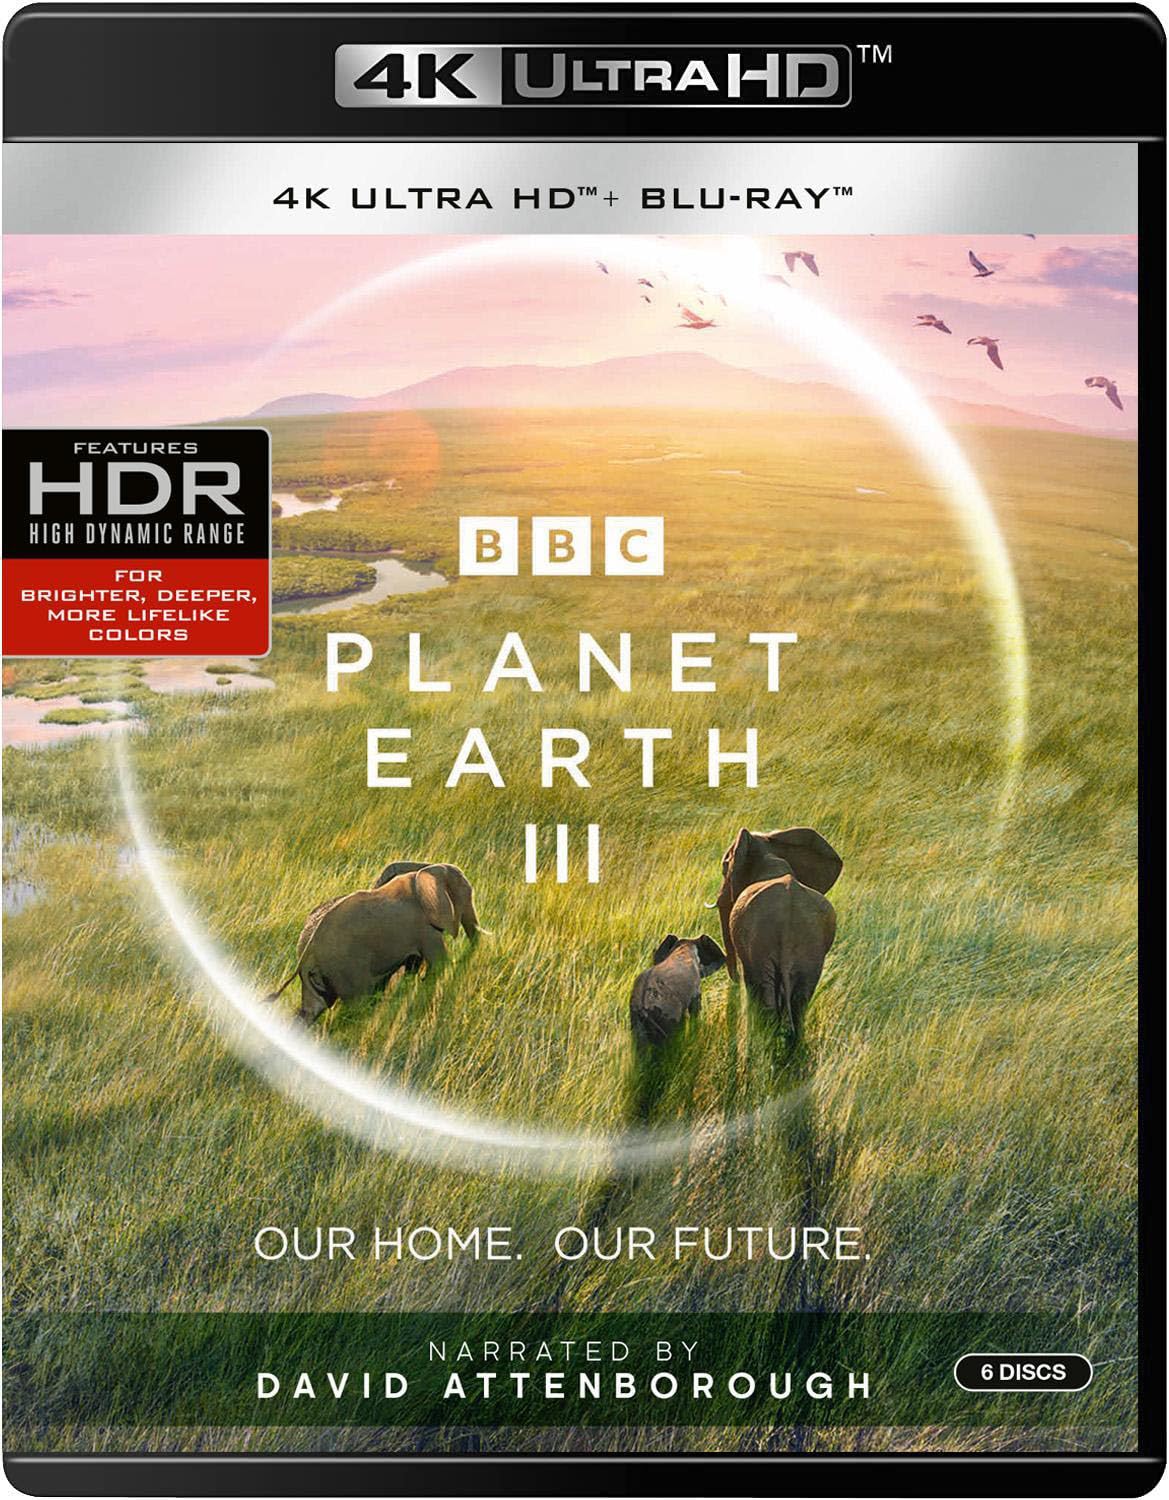 4K ULTRA HD™
4K ULTRA HD™ + BLU-RAY™
FEATURES
HDR
HIGH DYNAMIC RANGE
FOR
BRIGHTER, DEEPER,
MORE LIFELIKE
COLORS
BBC
PLANET
EARTH
III
OUR HOME. OUR FUTURE.
NARRATED BY
DAVID ATTENBOROUGH
6 DISCS